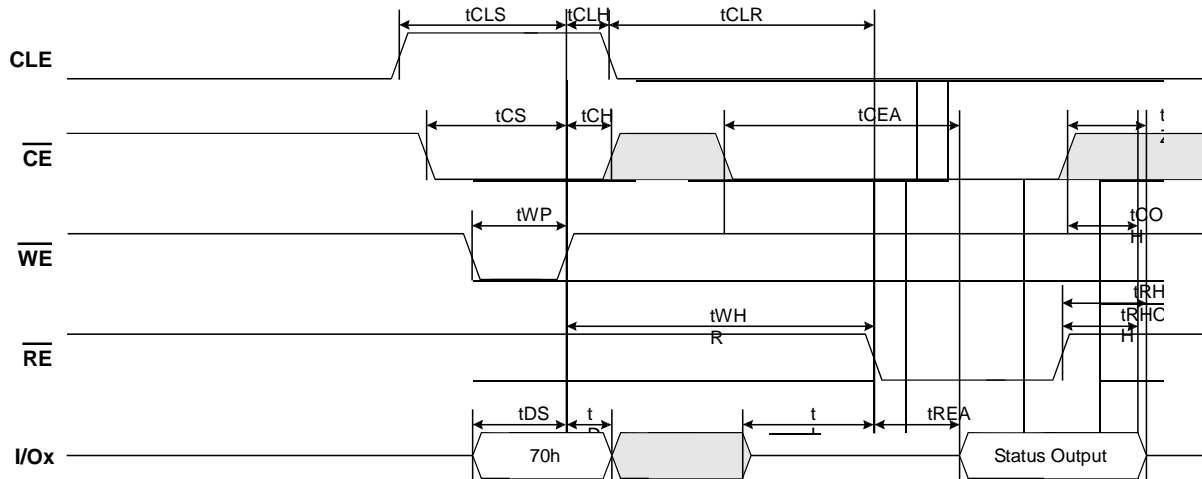 tCLS tCLH tCLR
CLE
tCS tCH tCEA t
CE
tWP tCO
H
WE
tRH
tWH tRHO
R H
RE
tDS t t tREA
I/Ox 70h Status Output